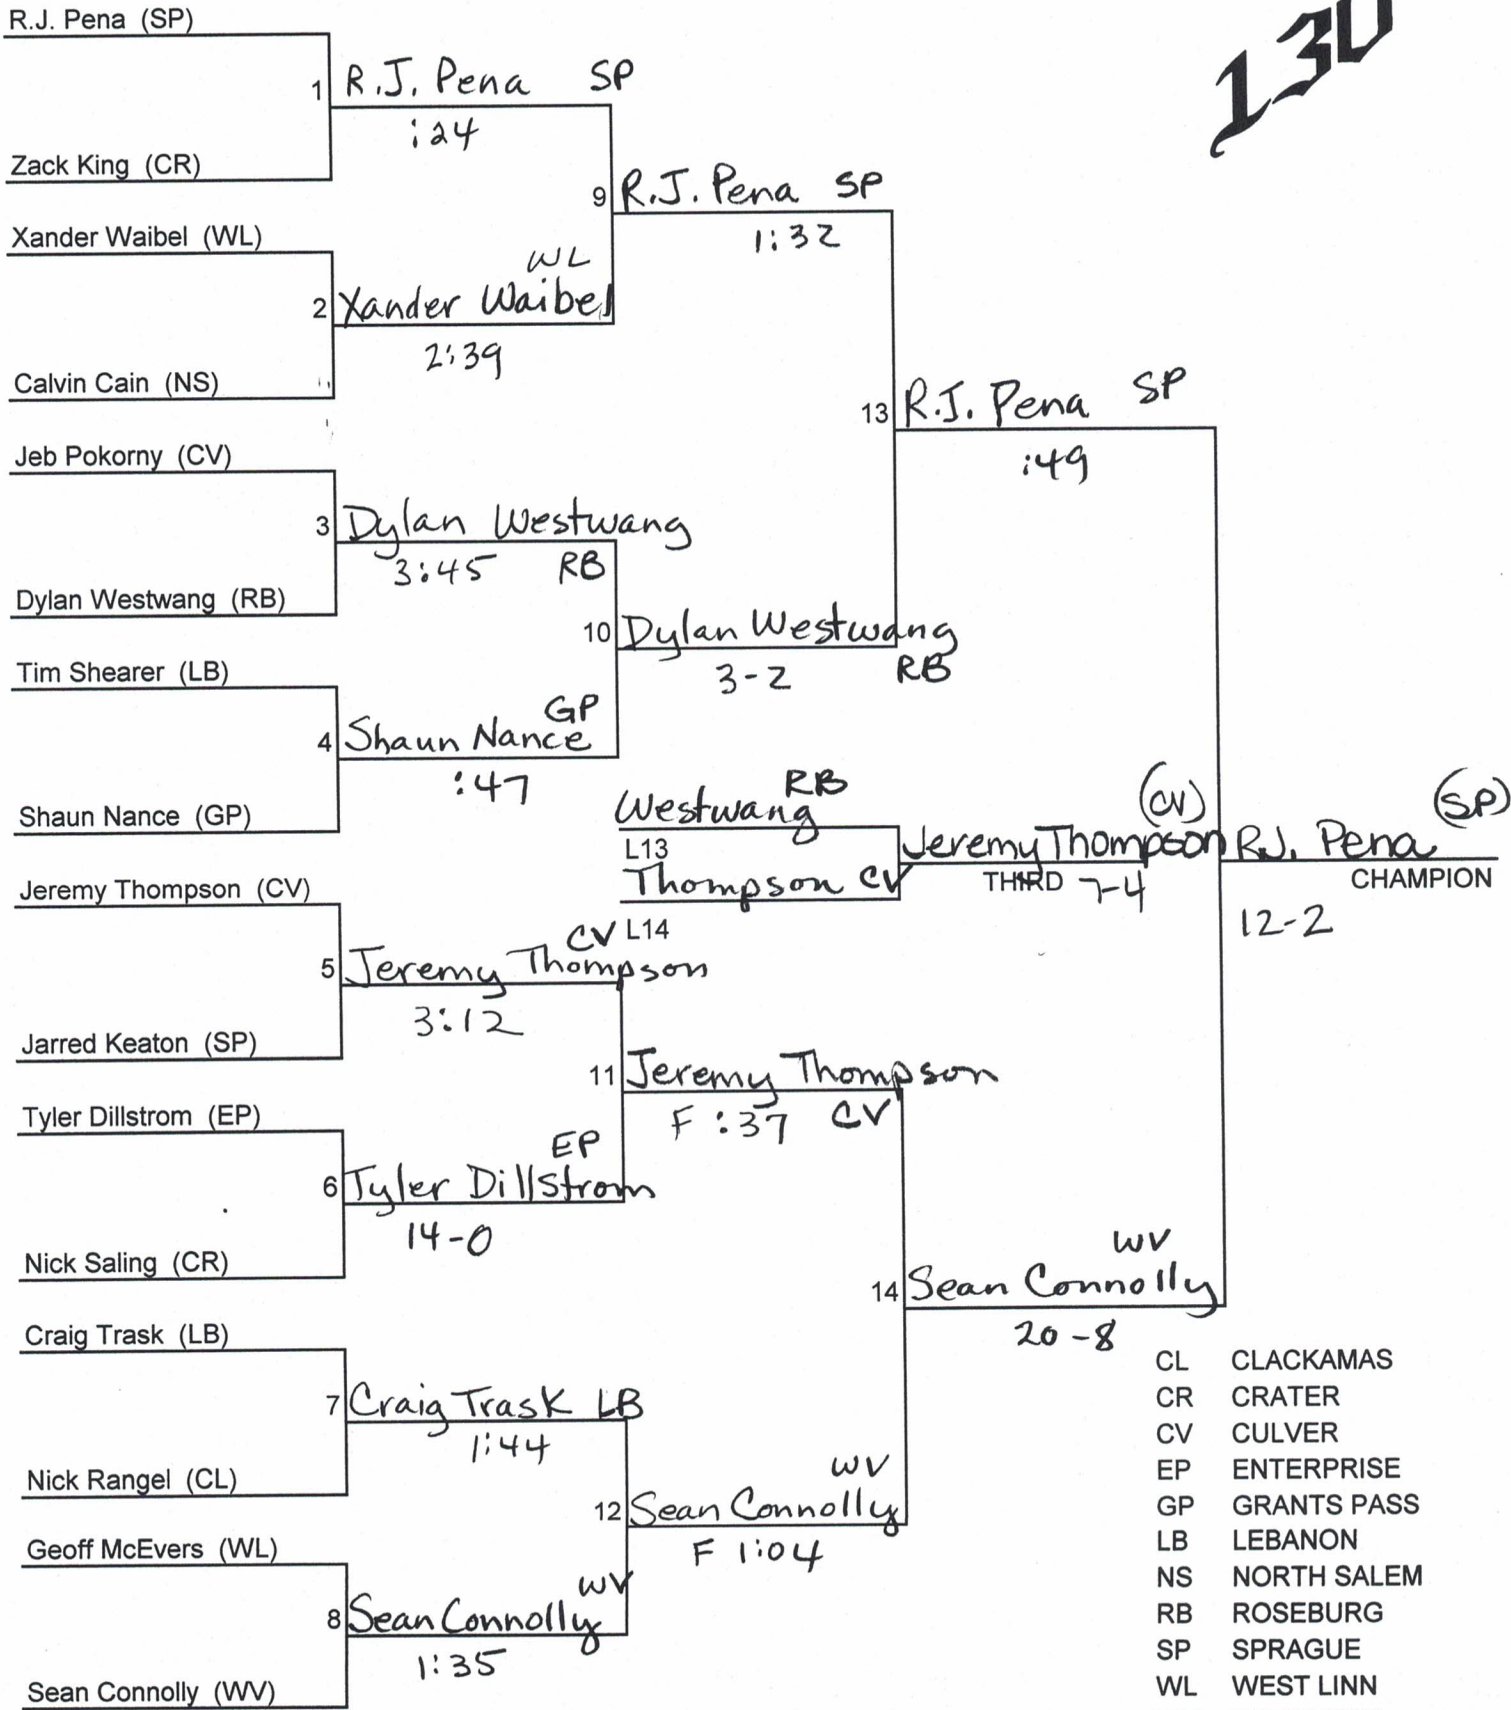 130
R.J. Pena (SP)
1 R.J. Pena SP
:24
Zack King (CR)
9 R.J. Pena SP
1:32
Xander Waibel (WL)
WL
2 Xander Waibel
2:39
Calvin Cain (NS)
13 R.J. Pena SP
:49
Jeb Pokorny (CV)
3 Dylan Westwang
3:45 RB
Dylan Westwang (RB)
10 Dylan Westwang
3-2 RB
Tim Shearer (LB)
GP
4 Shaun Nance
:47
Shaun Nance (GP)
Westwang RB
L13
Thompson CV
L14
(CV)
Jeremy Thompson
THIRD 7-4
(SP)
R.J. Pena
CHAMPION
12-2
Jeremy Thompson (CV)
CV
5 Jeremy Thompson
3:12
Jarred Keaton (SP)
11 Jeremy Thompson
F :37 CV
Tyler Dillstrom (EP)
EP
6 Tyler Dillstrom
14-0
Nick Saling (CR)
WV
14 Sean Connolly
20-8
Craig Trask (LB)
7 Craig Trask LB
1:44
Nick Rangel (CL)
WV
12 Sean Connolly
F 1:04
Geoff McEvers (WL)
WV
8 Sean Connolly
1:35
Sean Connolly (WV)
CL CLACKAMAS
CR CRATER
CV CULVER
EP ENTERPRISE
GP GRANTS PASS
LB LEBANON
NS NORTH SALEM
RB ROSEBURG
SP SPRAGUE
WL WEST LINN